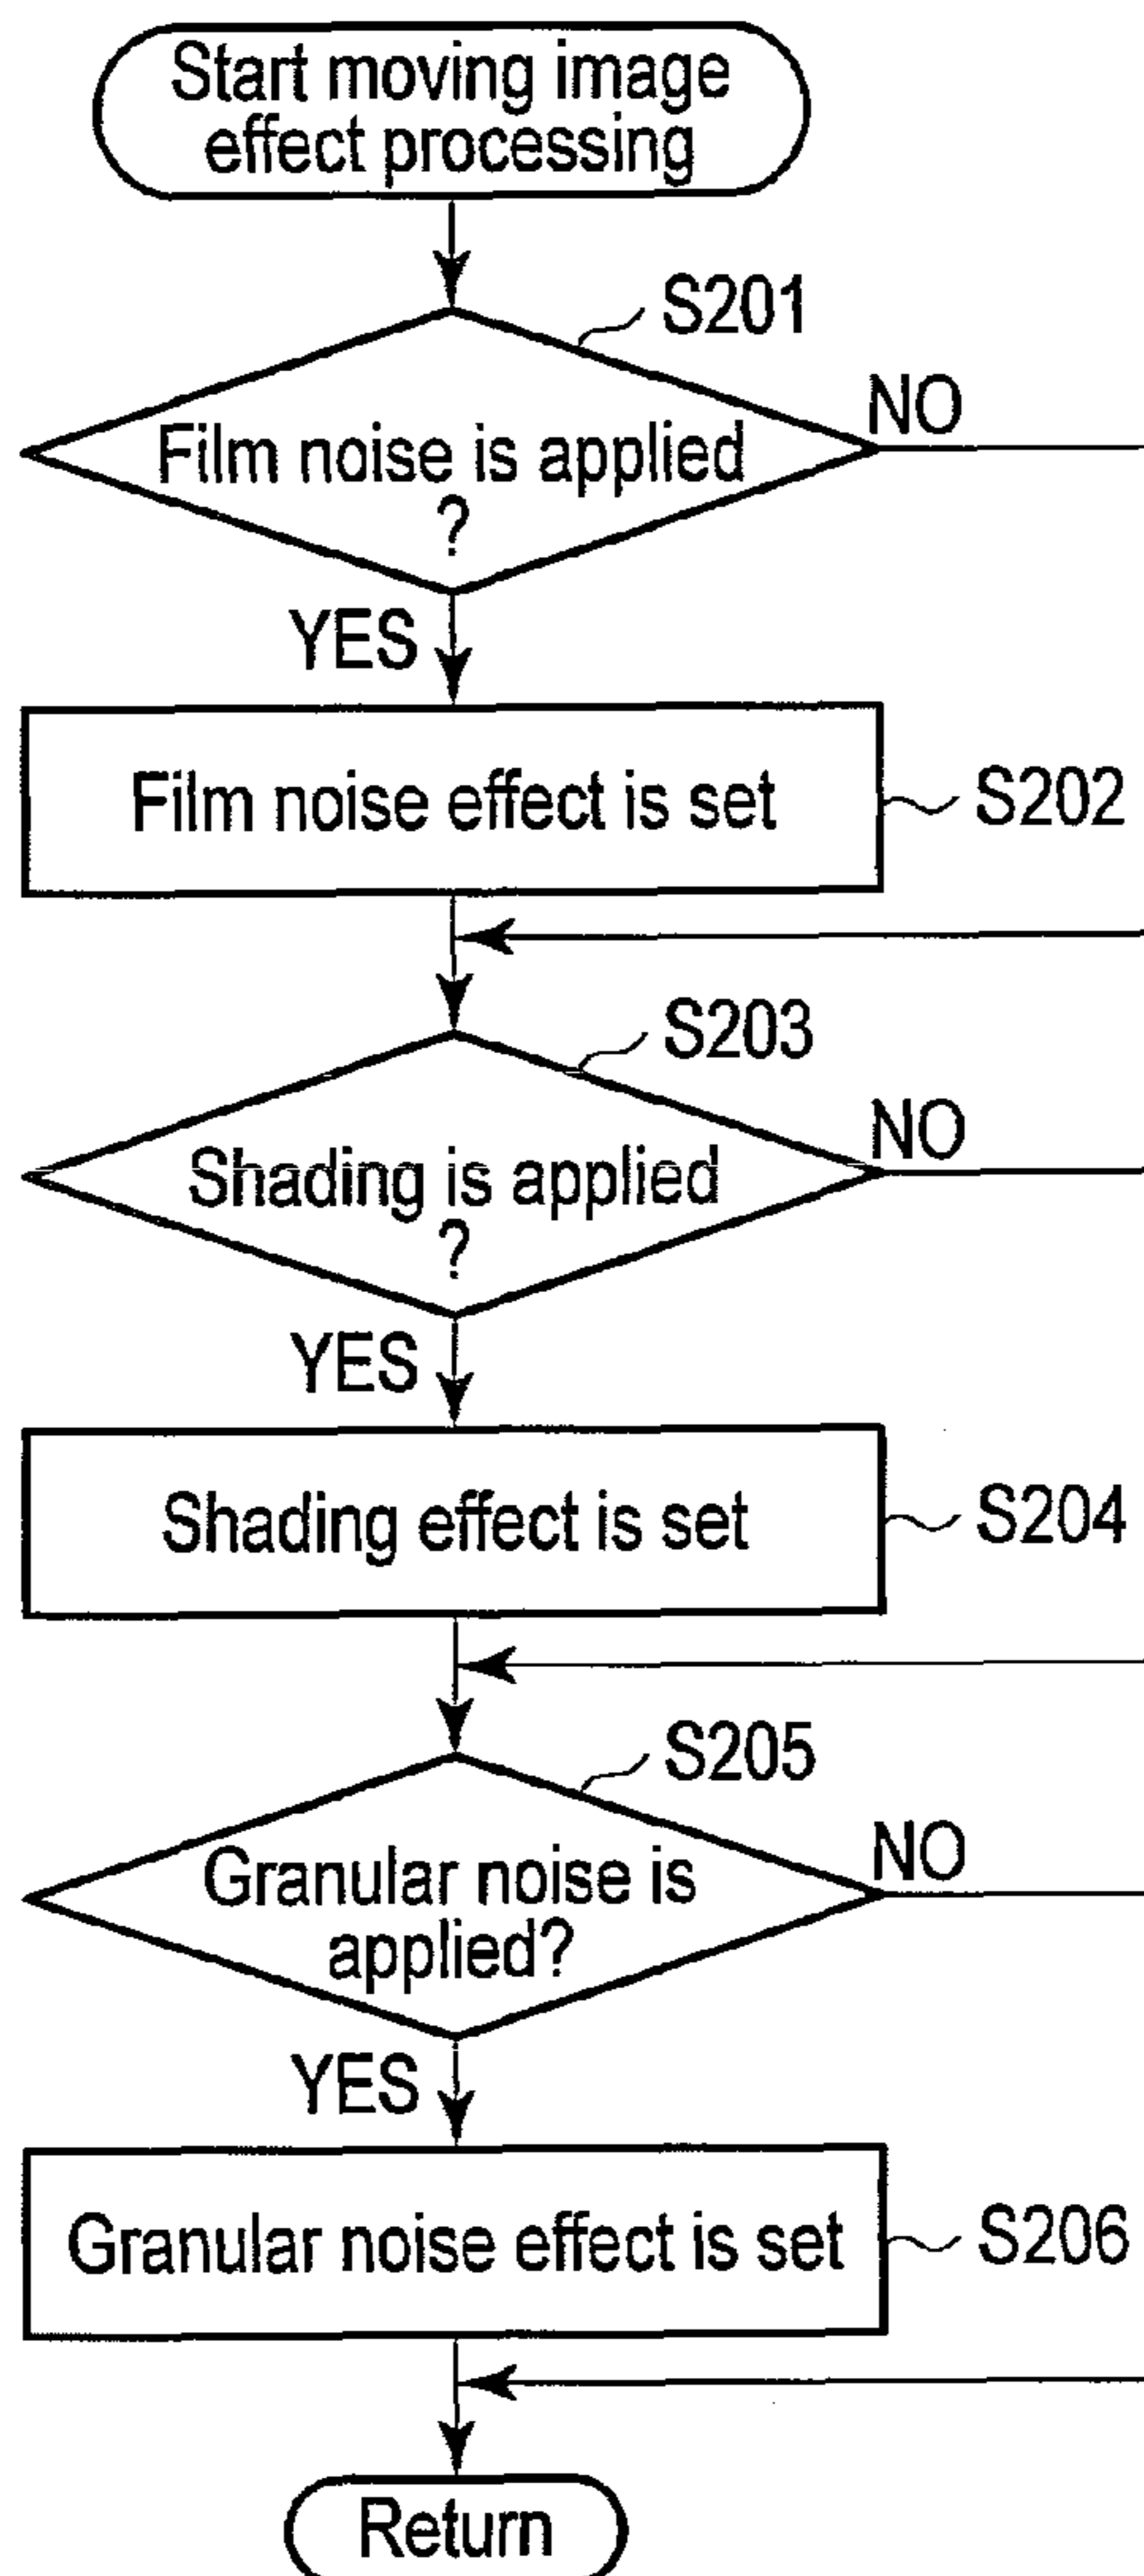 Start moving image
effect processing
S201
NO
Film noise is applied
?
YES
Film noise effect is set
S202
S203
NO
Shading is applied
?
YES
Shading effect is set
S204
S205
NO
Granular noise is
applied?
YES
Granular noise effect is set
S206
Return